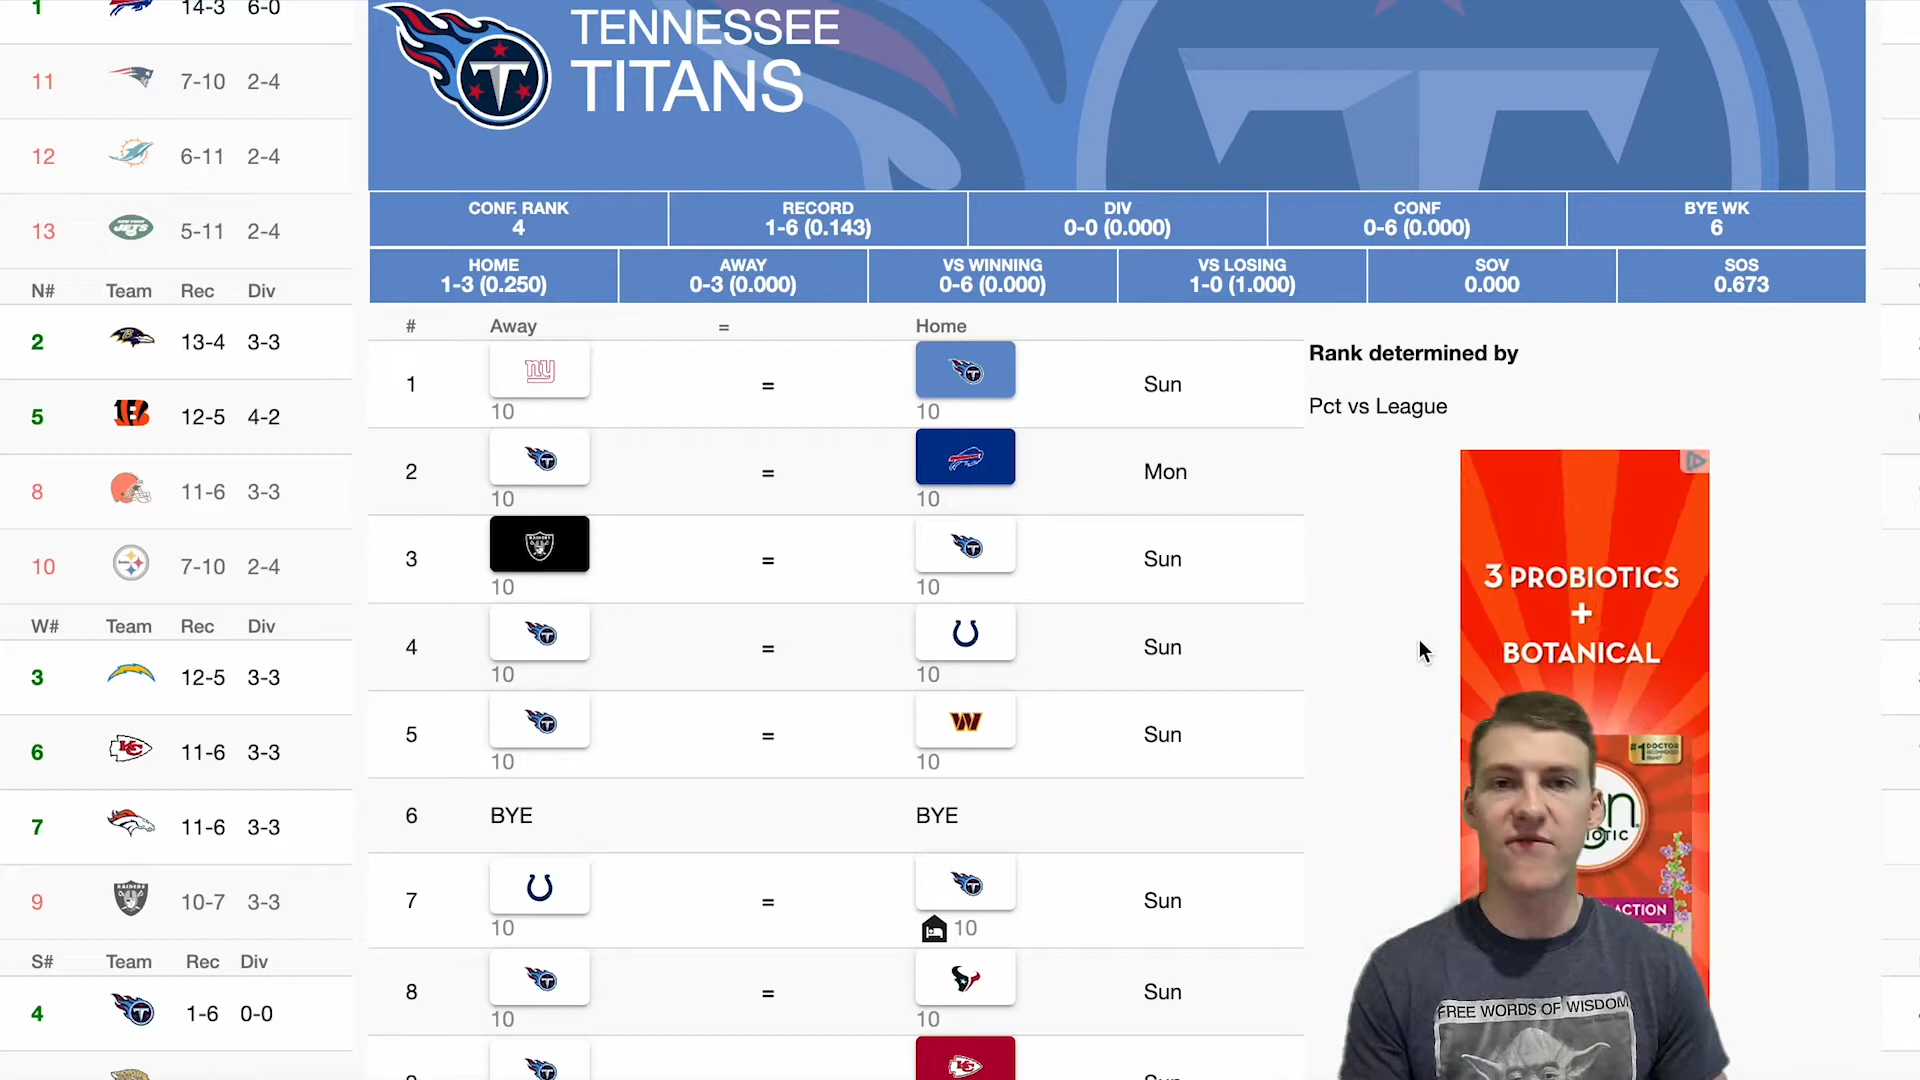 1 14-3 6-0
11 7-10 2-4
12 6-11 2-4
13 5-11 2-4
N# Team Rec Div
2 13-4 3-3
5 12-5 4-2
8 11-6 3-3
10 7-10 2-4
W# Team Rec Div
3 12-5 3-3
6 11-6 3-3
7 11-6 3-3
9 10-7 3-3
S# Team Rec Div
4 1-6 0-0
TENNESSEE
TITANS
CONF. RANK RECORD DIV CONF BYE WK
4 1-6 (0.143) 0-0 (0.000) 0-6 (0.000) 6
HOME AWAY VS WINNING VS LOSING SOV SOS
1-3 (0.250) 0-3 (0.000) 0-6 (0.000) 1-0 (1.000) 0.000 0.673
# Away = Home
1 ny = Sun
10 10
2 = Mon
10 10
3 RAIDERS = Sun
10 10
4 = Sun
10 10
5 = W Sun
10 10
6 BYE BYE
7 = Sun
10 10
8 = Sun
10 10
Rank determined by
Pct vs League
3 PROBIOTICS
+
BOTANICAL
#1 DOCTOR
ACTION
FREE WORDS OF WISDOM